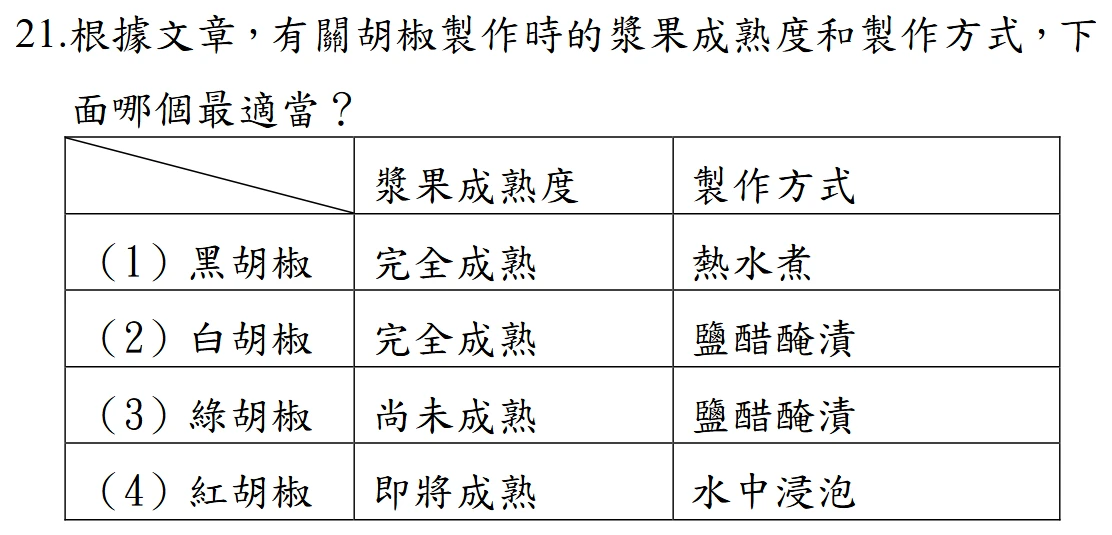 21.根據文章，有關胡椒製作時的漿果成熟度和製作方式，下
面哪個最適當？
漿果成熟度 製作方式
（1）黑胡椒 完全成熟 熱水煮
（2）白胡椒 完全成熟 鹽醋醃漬
（3）綠胡椒 尚未成熟 鹽醋醃漬
（4）紅胡椒 即將成熟 水中浸泡